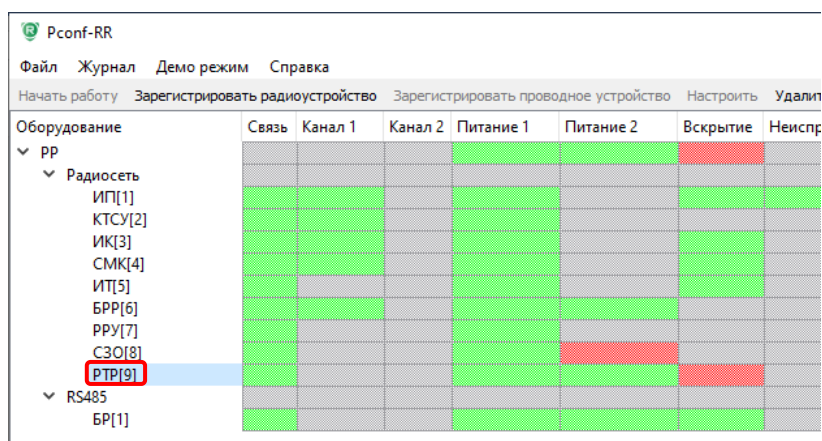 Pconf-RR
Файл Журнал Демо режим Справка
Начать работу Зарегистрировать радиоустройство Зарегистрировать проводное устройство Настроить Удалит
Оборудование Связь Канал 1 Канал 2 Питание 1 Питание 2 Вскрытие Неиспр
РР
Радиосеть
ИП[1]
КТСУ[2]
ИК[3]
СМК[4]
ИТ[5]
БРР[6]
РРУ[7]
СЗО[8]
РТР[9]
RS485
БР[1]